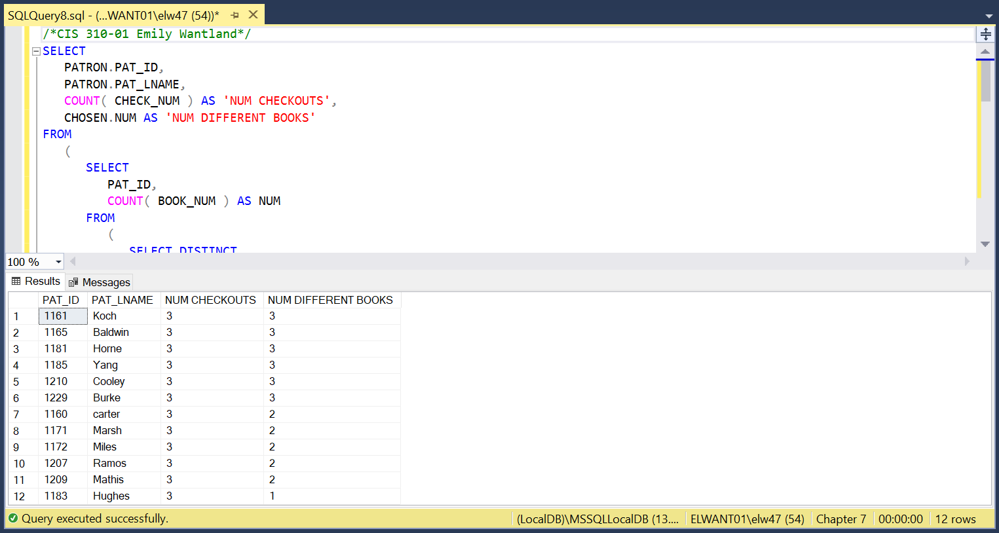 SQLQuery8.sql - (...WANT01\elw47 (54))*
/*CIS 310-01 Emily Wantland*/
SELECT
PATRON.PAT_ID,
PATRON.PAT_LNAME,
COUNT( CHECK_NUM ) AS 'NUM CHECKOUTS',
CHOSEN.NUM AS 'NUM DIFFERENT BOOKS'
FROM
(
SELECT
PAT_ID,
COUNT( BOOK_NUM ) AS NUM
FROM
(
SELECT DISTINCT
100 %
Results Messages
PAT_ID PAT_LNAME NUM CHECKOUTS NUM DIFFERENT BOOKS
1 1161 Koch 3 3
2 1165 Baldwin 3 3
3 1181 Horne 3 3
4 1185 Yang 3 3
5 1210 Cooley 3 3
6 1229 Burke 3 3
7 1160 carter 3 2
8 1171 Marsh 3 2
9 1172 Miles 3 2
10 1207 Ramos 3 2
11 1209 Mathis 3 2
12 1183 Hughes 3 1
Query executed successfully. (LocalDB)\MSSQLLocalDB (13.... ELWANT01\elw47 (54) Chapter 7 00:00:00 12 rows